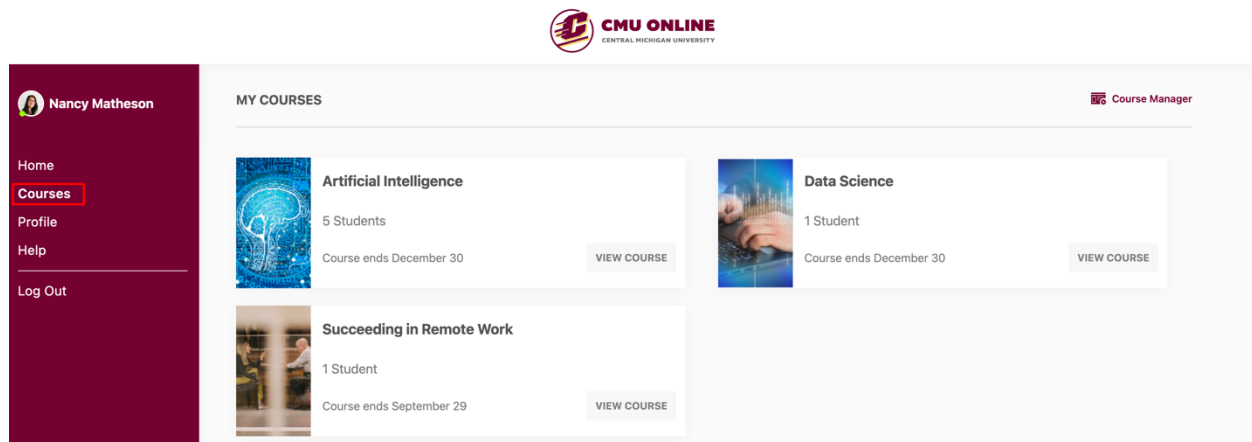 CMU ONLINE
CENTRAL MICHIGAN UNIVERSITY
Nancy Matheson
Home
Courses
Profile
Help
Log Out
MY COURSES
Course Manager
Artificial Intelligence
5 Students
Course ends December 30
VIEW COURSE
Data Science
1 Student
Course ends December 30
VIEW COURSE
Succeeding in Remote Work
1 Student
Course ends September 29
VIEW COURSE